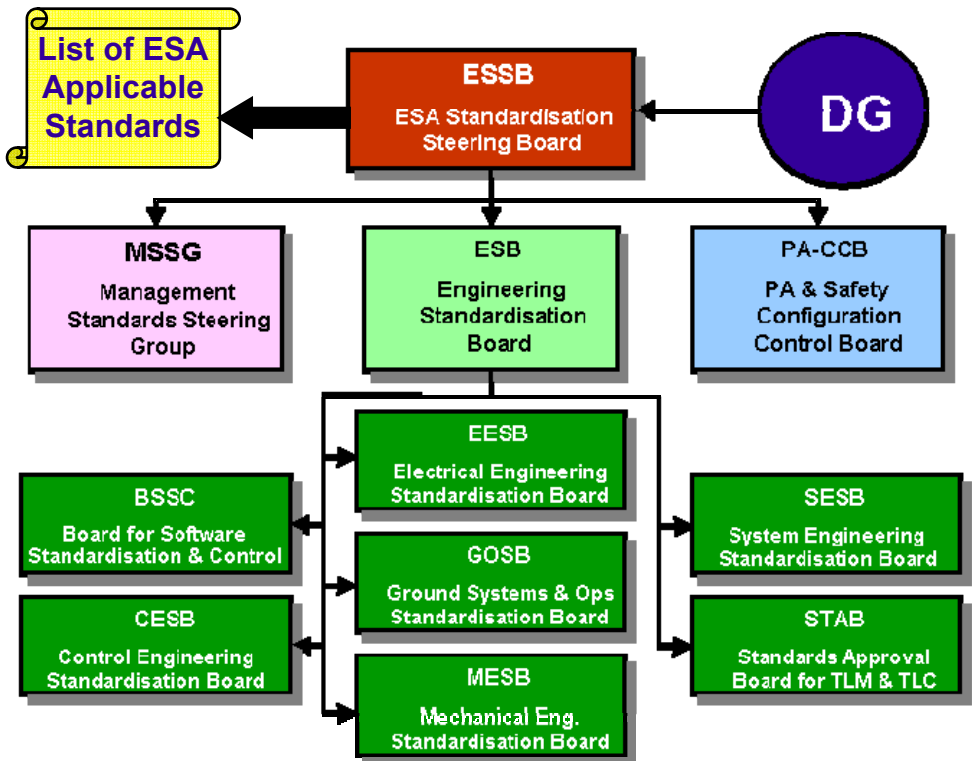 List of ESA
Applicable
Standards
ESSB
ESA Standardisation
Steering Board
DG
MSSG
Management
Standards Steering
Group
ESB
Engineering
Standardisation
Board
PA-CCB
PA & Safety
Configuration
Control Board
EESB
Electrical Engineering
Standardisation Board
BSSC
Board for Software
Standardisation & Control
SESB
System Engineering
Standardisation Board
GOSB
Ground Systems & Ops
Standardisation Board
CESB
Control Engineering
Standardisation Board
STAB
Standards Approval
Board for TLM & TLC
MESB
Mechanical Eng.
Standardisation Board